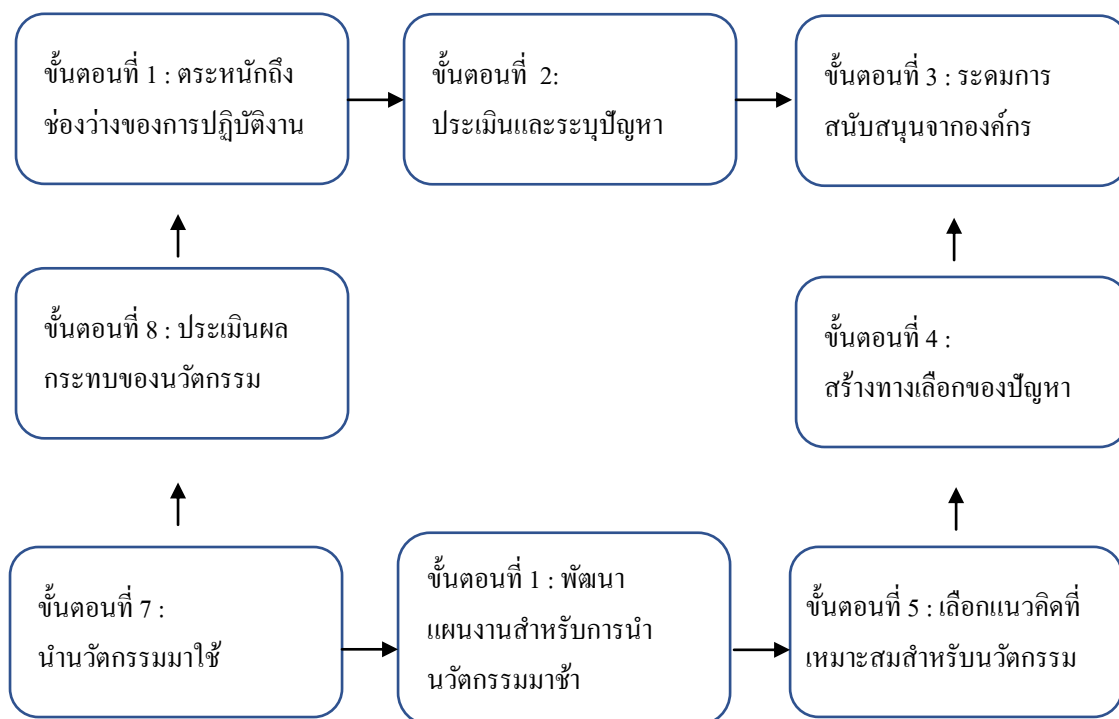 ขั้นตอนที่ 1 : ตระหนักถึง
ช่องว่างของการปฏิบัติงาน
ขั้นตอนที่ 2:
ประเมินและระบุปัญหา
ขั้นตอนที่ 3 : ระดมการ
สนับสนุนจากองค์กร
ขั้นตอนที่ 8 : ประเมินผล
กระทบของนวัตกรรม
ขั้นตอนที่ 4 :
สร้างทางเลือกของปัญหา
ขั้นตอนที่ 7 :
นำนวัตกรรมมาใช้
ขั้นตอนที่ 1 : พัฒนา
แผนงานสำหรับการนำ
นวัตกรรมมาช้า
ขั้นตอนที่ 5 : เลือกแนวคิดที่
เหมาะสมสำหรับนวัตกรรม